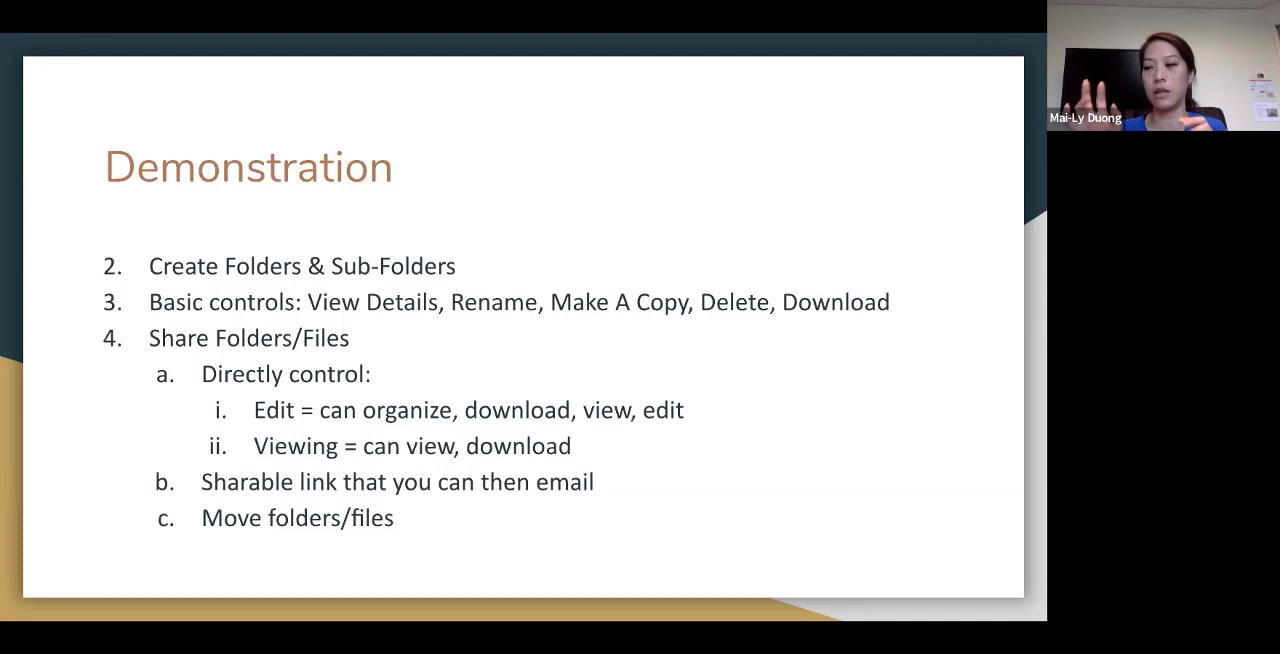 Demonstration
2. Create Folders & Sub-Folders
3. Basic controls: View Details, Rename, Make A Copy, Delete, Download
4. Share Folders/Files
a. Directly control:
i. Edit = can organize, download, view, edit
ii. Viewing = can view, download
b. Sharable link that you can then email
c. Move folders/files
Mai-Ly Duong